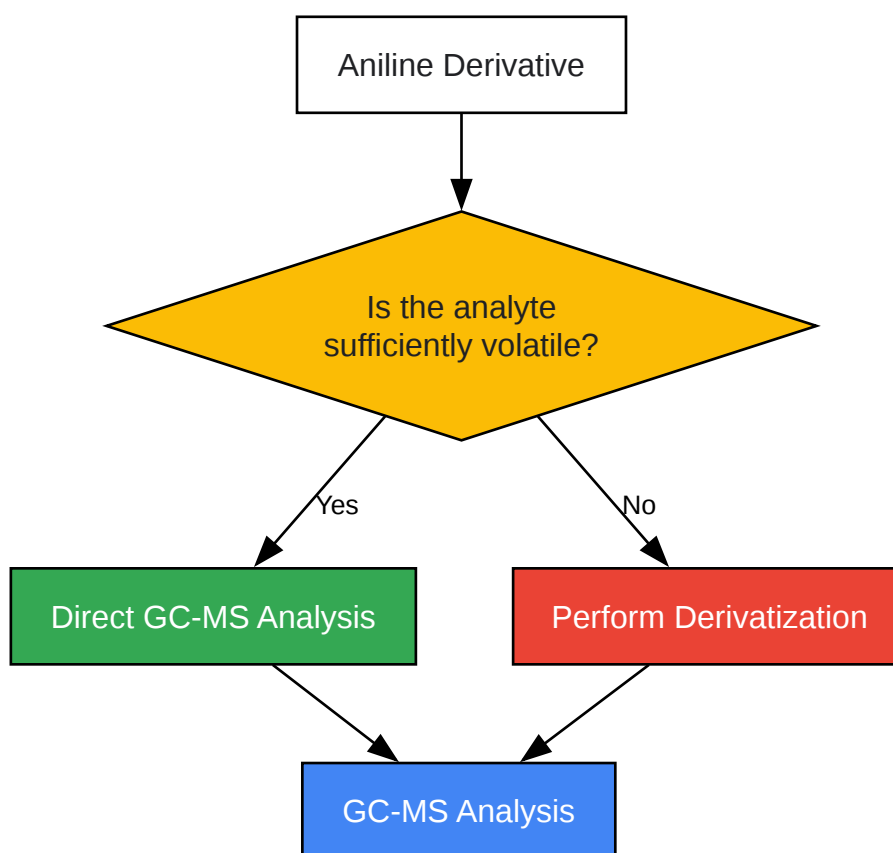 Aniline Derivative
Is the analyte
sufficiently volatile?
Yes
No
Direct GC-MS Analysis
Perform Derivatization
GC-MS Analysis